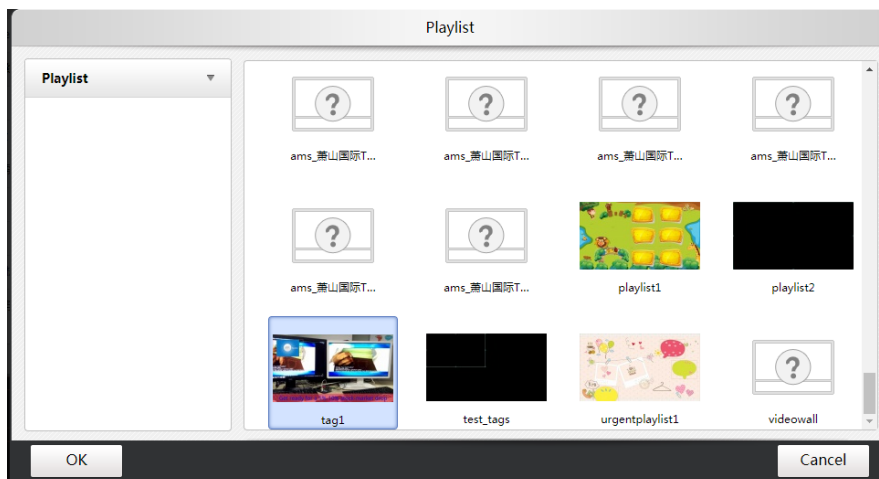 Playlist
Playlist
ams_萧山国际T...
ams_萧山国际T...
ams_萧山国际T...
ams_萧山国际T...
ams_萧山国际T...
ams_萧山国际T...
playlist1
playlist2
tag1
test_tags
urgentplaylist1
videowall
OK
Cancel